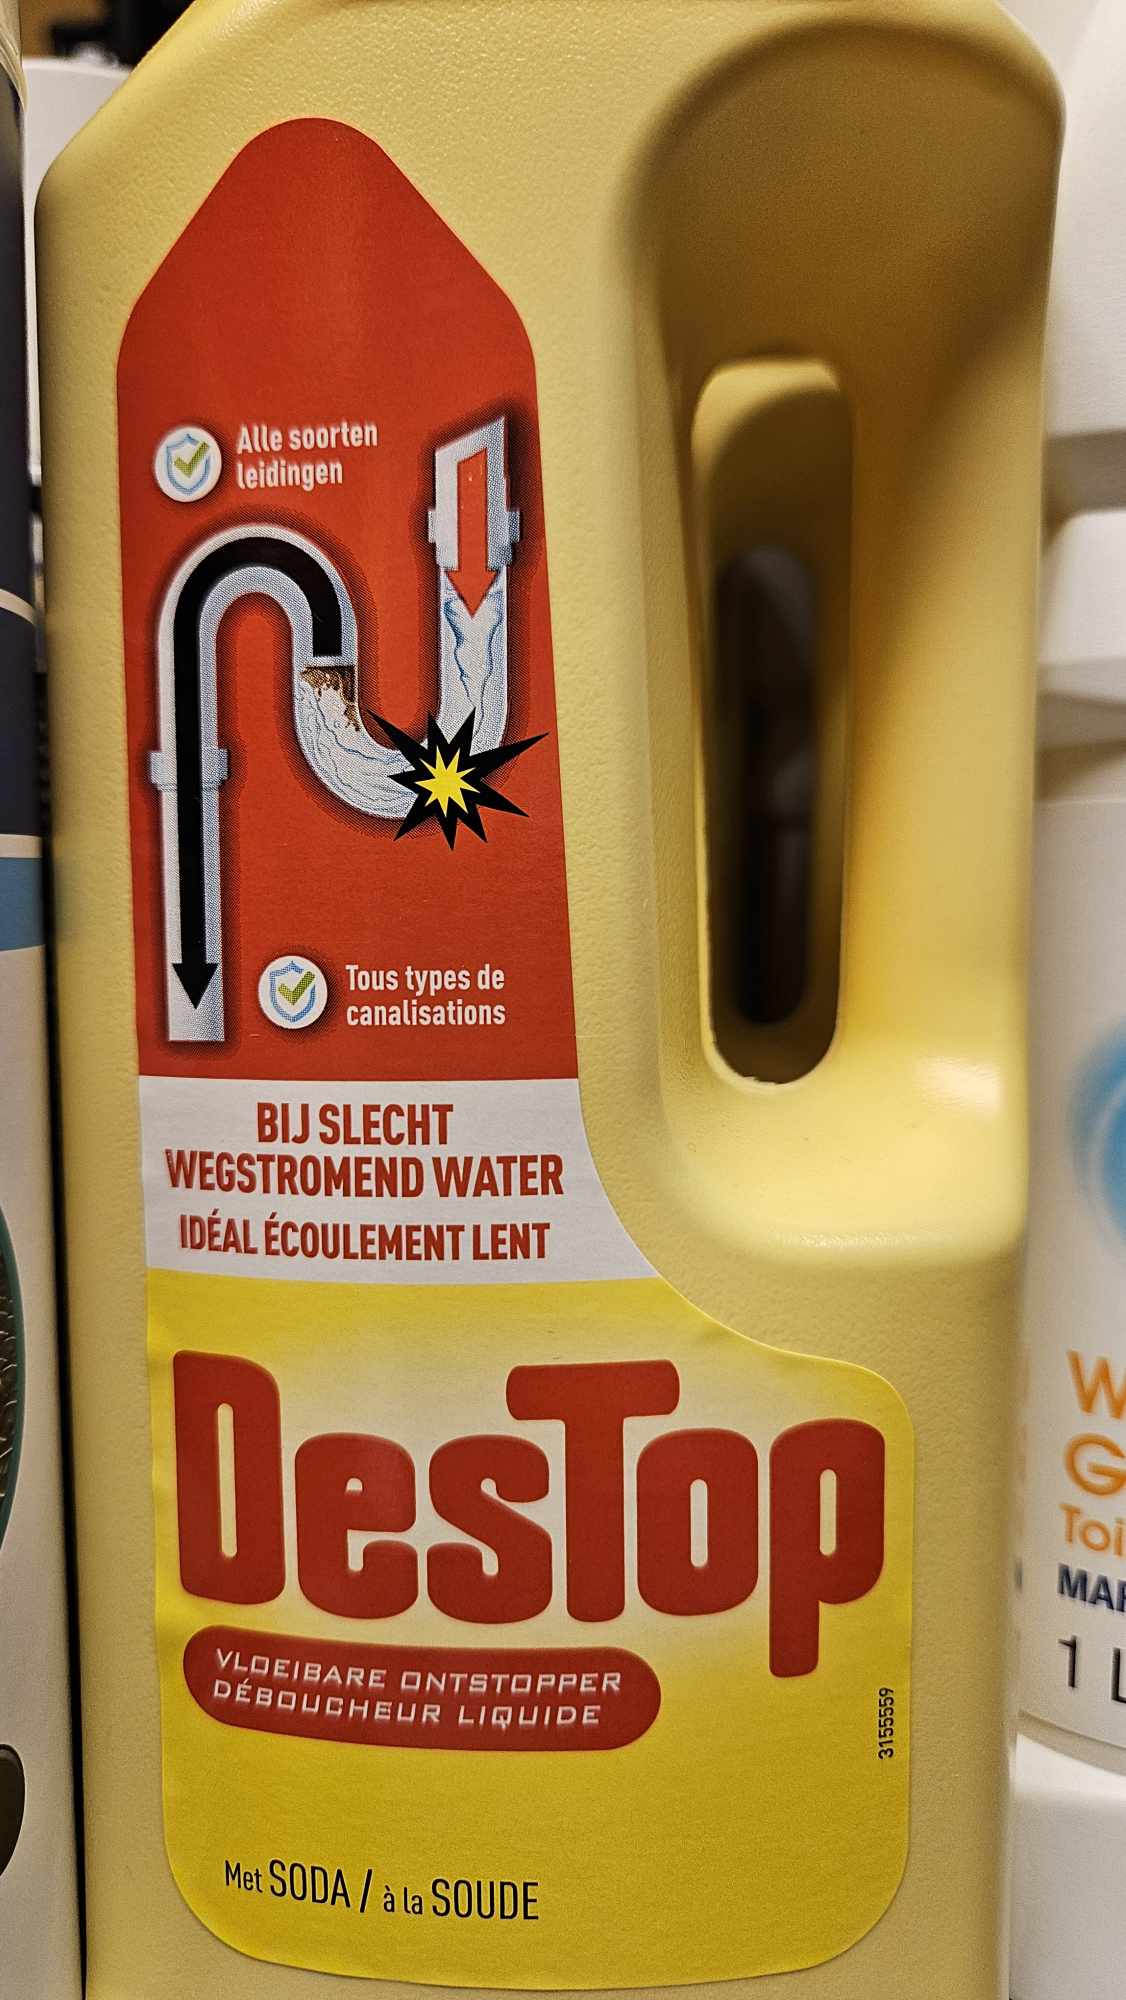 Alle soorten
leidingen
Tous types de
canalisations
BIJ SLECHT
WEGSTROMEND WATER
IDÉAL ÉCOULEMENT LENT
DesTop
VLOEIBARE ONTSTOPPER
DÉBOUCHEUR LIQUIDE
3155559
Met SODA / à la SOUDE
1 L